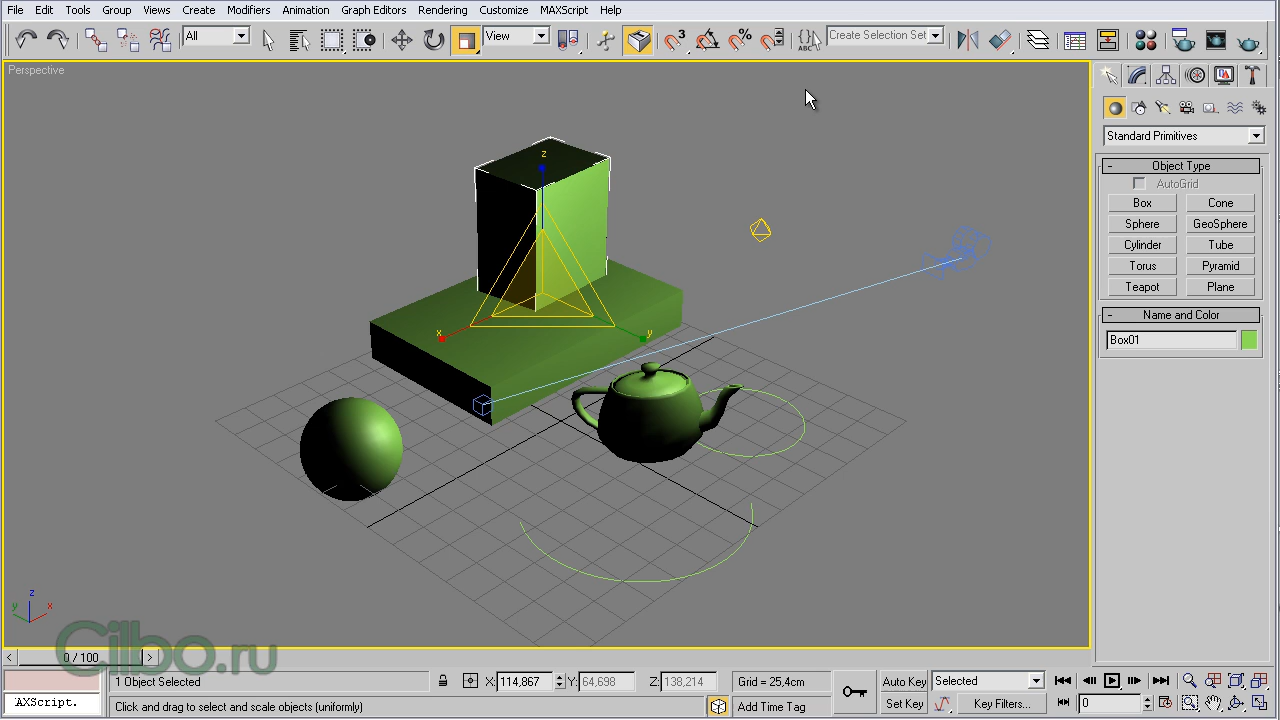 File Edit Tools Group Views Create Modifiers Animation Graph Editors Rendering Customize MAXScript Help
All View 3 % ABC Create Selection Set
Perspective
Standard Primitives
- Object Type
AutoGrid
Box Cone
Sphere GeoSphere
Cylinder Tube
Torus Pyramid
Teapot Plane
- Name and Color
Box01
z
x
y
z
y
x
Cilbo.ru
< 0 / 100 >
1 Object Selected X: 114,867 Y: 64,698 Z: 138,214 Grid = 25,4cm Auto Key Selected
AXScript. Click and drag to select and scale objects (uniformly) Add Time Tag Set Key Key Filters... 0